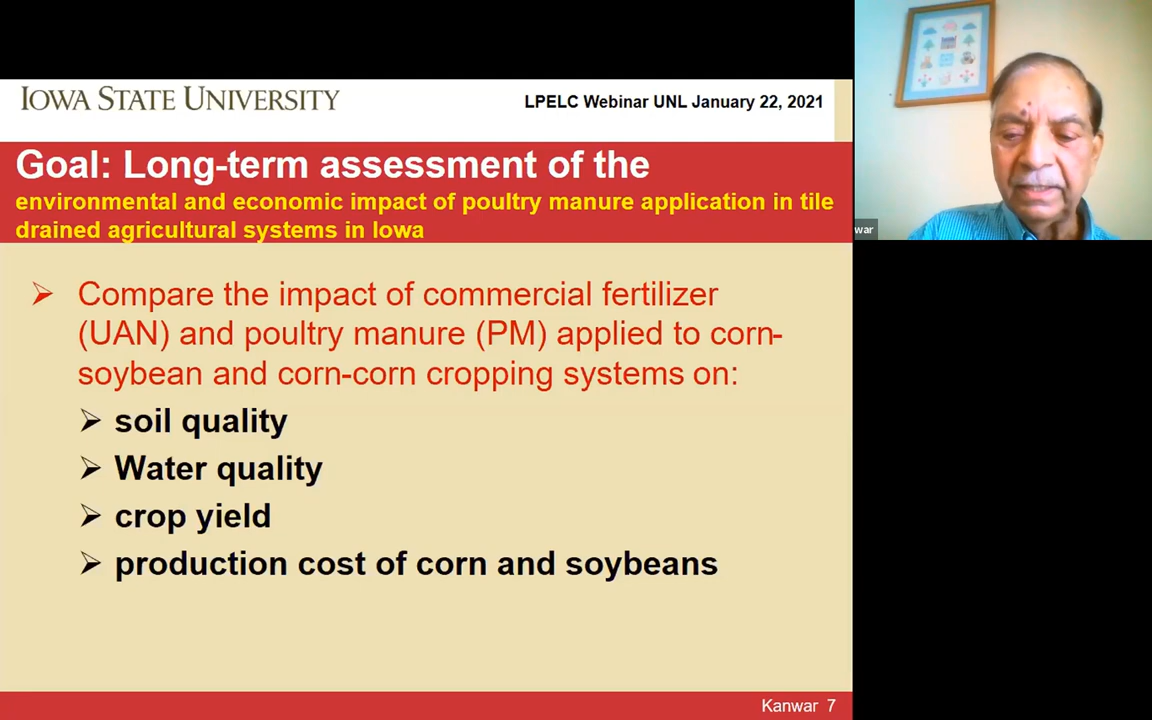 IOWA STATE UNIVERSITY
LPELC Webinar UNL January 22, 2021
Goal: Long-term assessment of the
environmental and economic impact of poultry manure application in tile
drained agricultural systems in Iowa
Compare the impact of commercial fertilizer
(UAN) and poultry manure (PM) applied to corn-
soybean and corn-corn cropping systems on:
soil quality
Water quality
crop yield
production cost of corn and soybeans
Kanwar 7
war